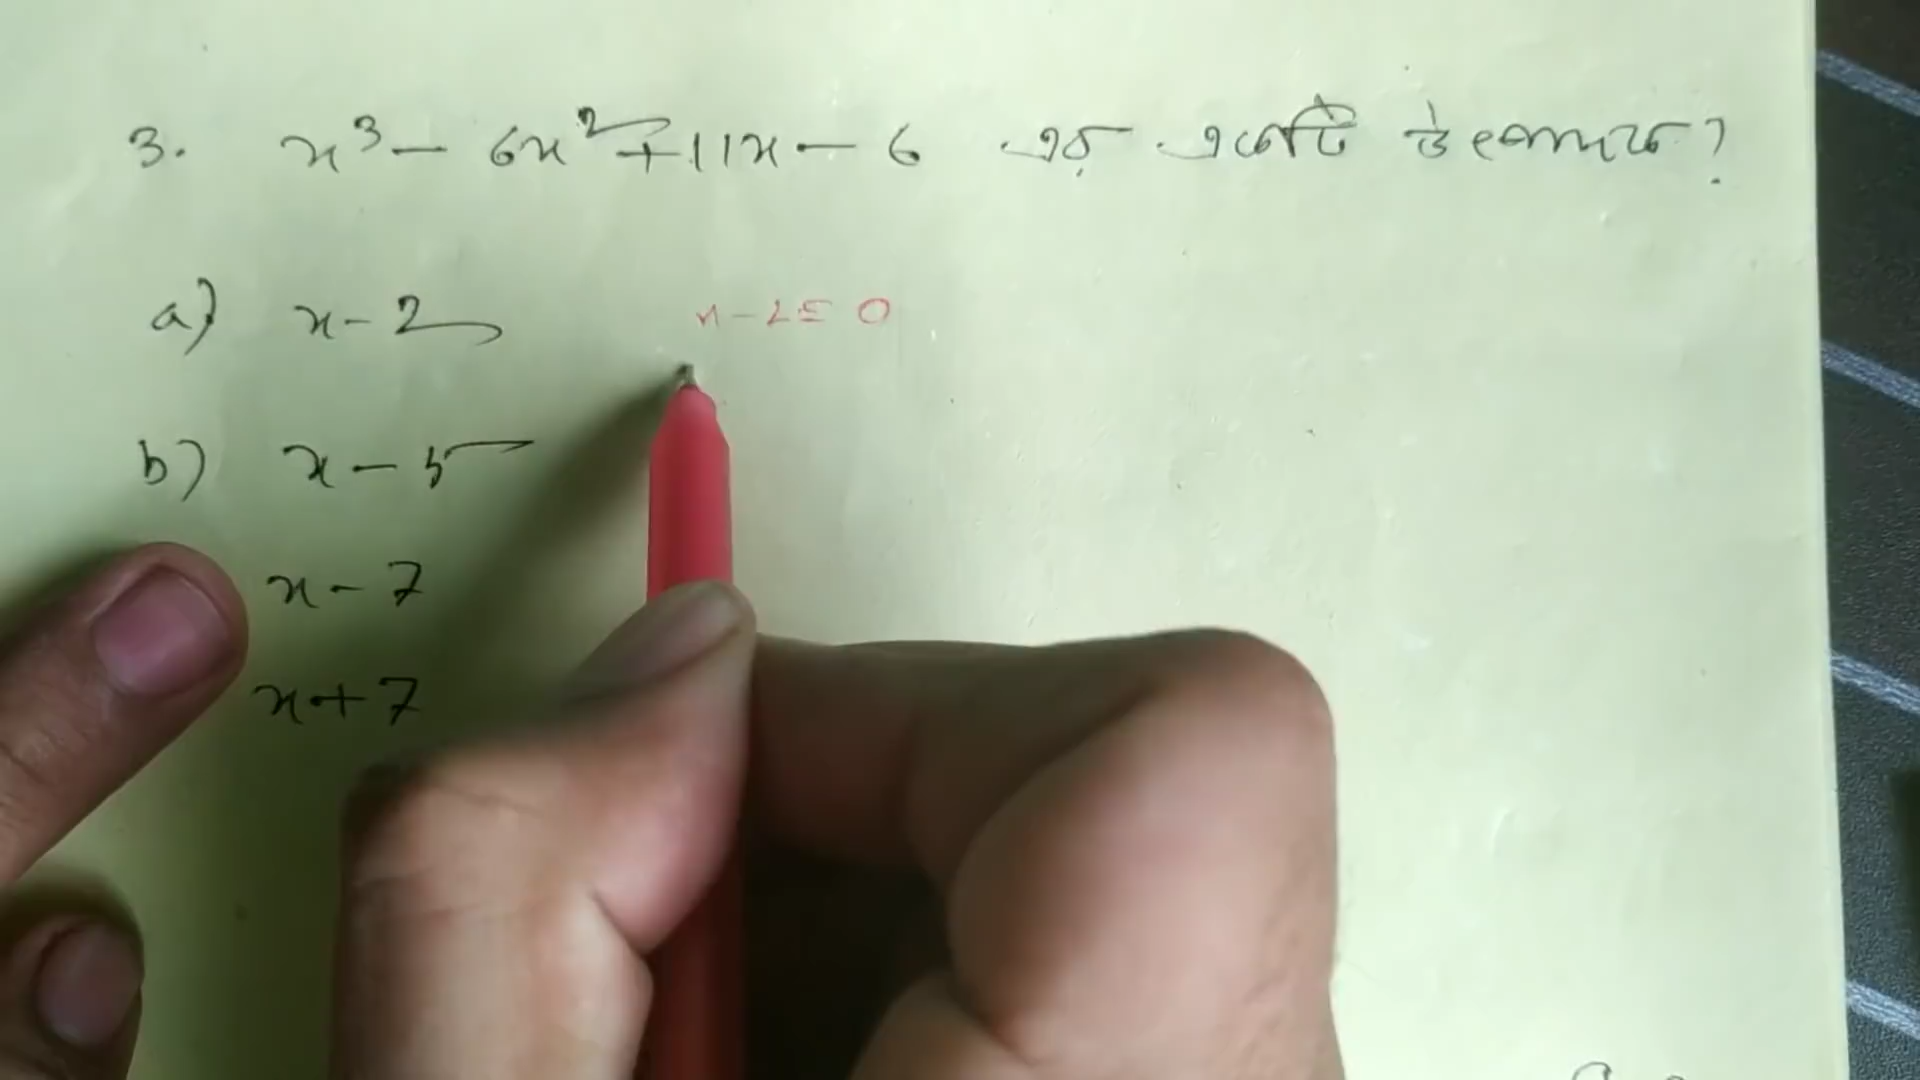 3. x³ - 6x² + 11x - 6 এর একটি উৎপাদক?
a) x - 2
x - 2 = 0
b) x - 5
x - 7
x + 7